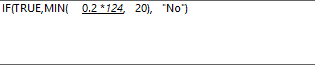 IF(TRUE,MIN( 0.2 *124, 20), "No")